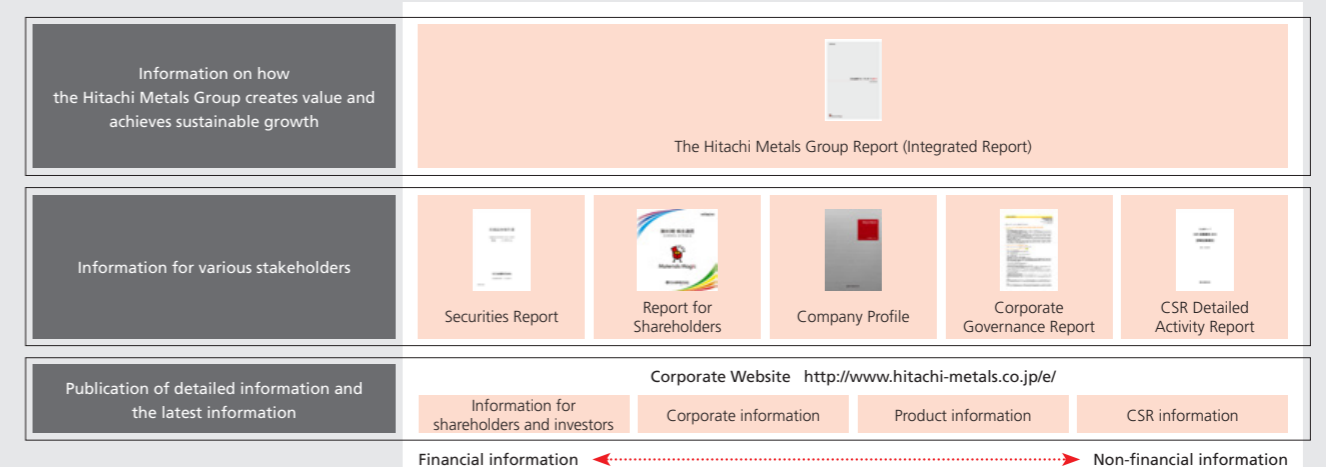 Information on how
the Hitachi Metals Group creates value and
achieves sustainable growth
The Hitachi Metals Group Report (Integrated Report)
Information for various stakeholders
Materials Magic
Securities Report
Report for
Shareholders
Company Profile
Corporate
Governance Report
CSR Detailed
Activity Report
Publication of detailed information and
the latest information
Corporate Website http://www.hitachi-metals.co.jp/e/
Information for
shareholders and investors
Corporate information
Product information
CSR information
Financial information
Non-financial information